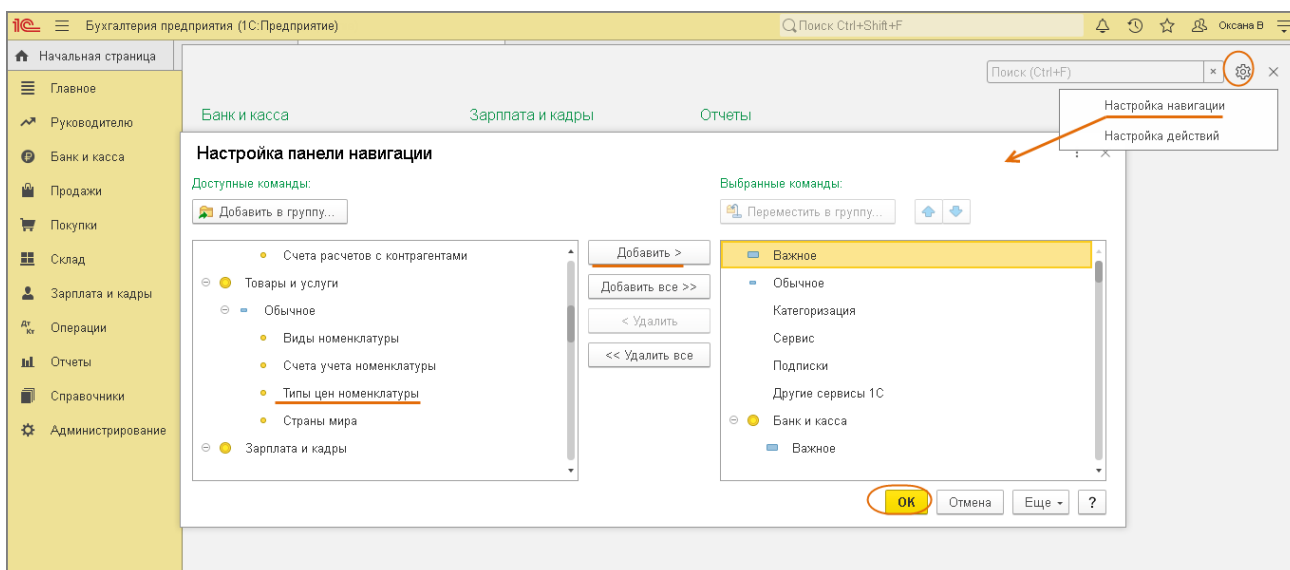 1С Бухгалтерия предприятия (1С:Предприятие) Поиск Ctrl+Shift+F Оксана В
Начальная страница
Поиск (Ctrl+F) ×
Главное
Настройка навигации
Банк и касса Зарплата и кадры Отчеты
Руководителю
Настройка действий
Банк и касса
Настройка панели навигации
Продажи
Доступные команды: Выбранные команды:
Добавить в группу... Переместить в группу...
Покупки
Склад
Зарплата и кадры
Дт Кт Операции
Отчеты
Справочники
Администрирование
Счета расчетов с контрагентами
Товары и услуги
Обычное
Виды номенклатуры
Счета учета номенклатуры
Типы цен номенклатуры
Страны мира
Зарплата и кадры
Добавить >
Добавить все >>
< Удалить
<< Удалить все
Важное
Обычное
Категоризация
Сервис
Подписки
Другие сервисы 1С
Банк и касса
Важное
ОК Отмена Еще ?